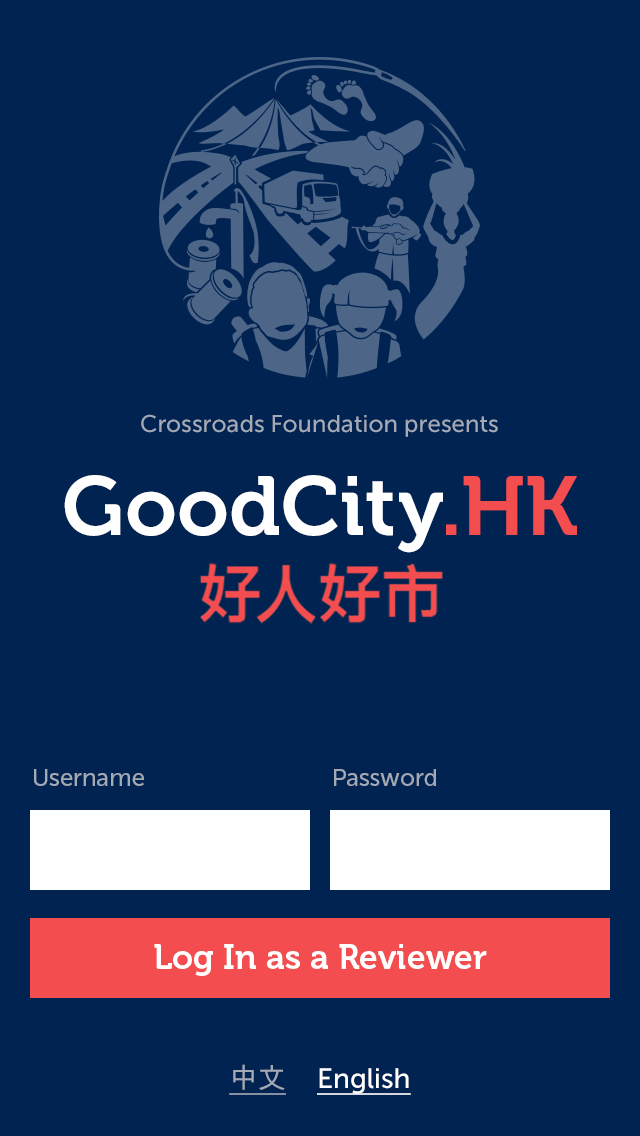 Crossroads Foundation presents
GoodCity.HK
好人好市
Username Password
Log In as a Reviewer
中文 English